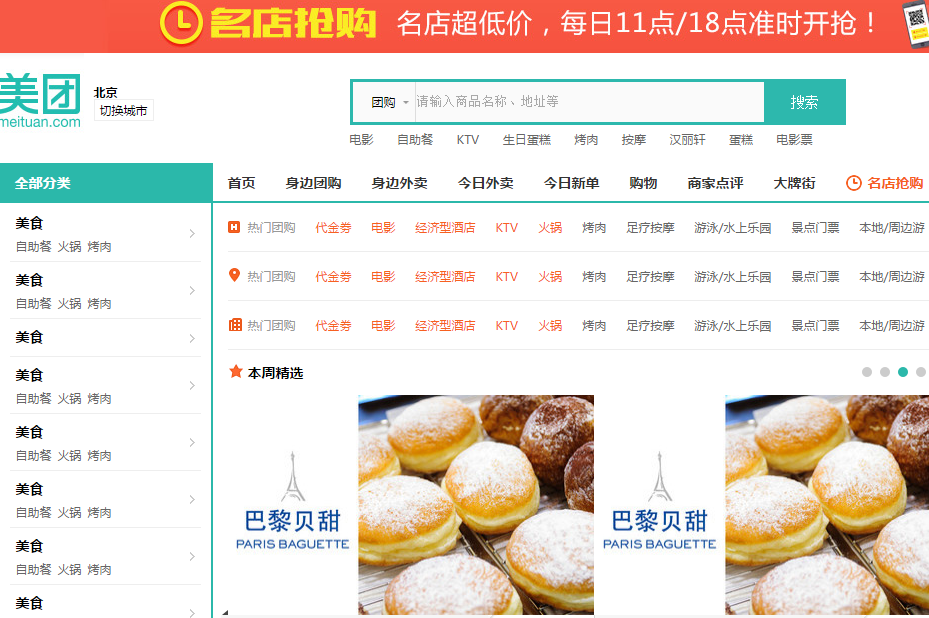 名店抢购 名店超低价，每日11点/18点准时开抢！
美团
meituan.com
北京
切换城市
团购 请输入商品名称、地址等 搜索
电影 自助餐 KTV 生日蛋糕 烤肉 按摩 汉丽轩 蛋糕 电影票
全部分类 首页 身边团购 身边外卖 今日外卖 今日新单 购物 商家点评 大牌街 名店抢购
美食
自助餐 火锅 烤肉
美食
自助餐 火锅 烤肉
美食
美食
自助餐 火锅 烤肉
美食
自助餐 火锅 烤肉
美食
自助餐 火锅 烤肉
美食
自助餐 火锅 烤肉
美食
H 热门团购 代金券 电影 经济型酒店 KTV 火锅 烤肉 足疗按摩 游泳/水上乐园 景点门票 本地/周边游
热门团购 代金券 电影 经济型酒店 KTV 火锅 烤肉 足疗按摩 游泳/水上乐园 景点门票 本地/周边游
热门团购 代金券 电影 经济型酒店 KTV 火锅 烤肉 足疗按摩 游泳/水上乐园 景点门票 本地/周边游
本周精选
巴黎贝甜
PARIS BAGUETTE
巴黎贝甜
PARIS BAGUETTE